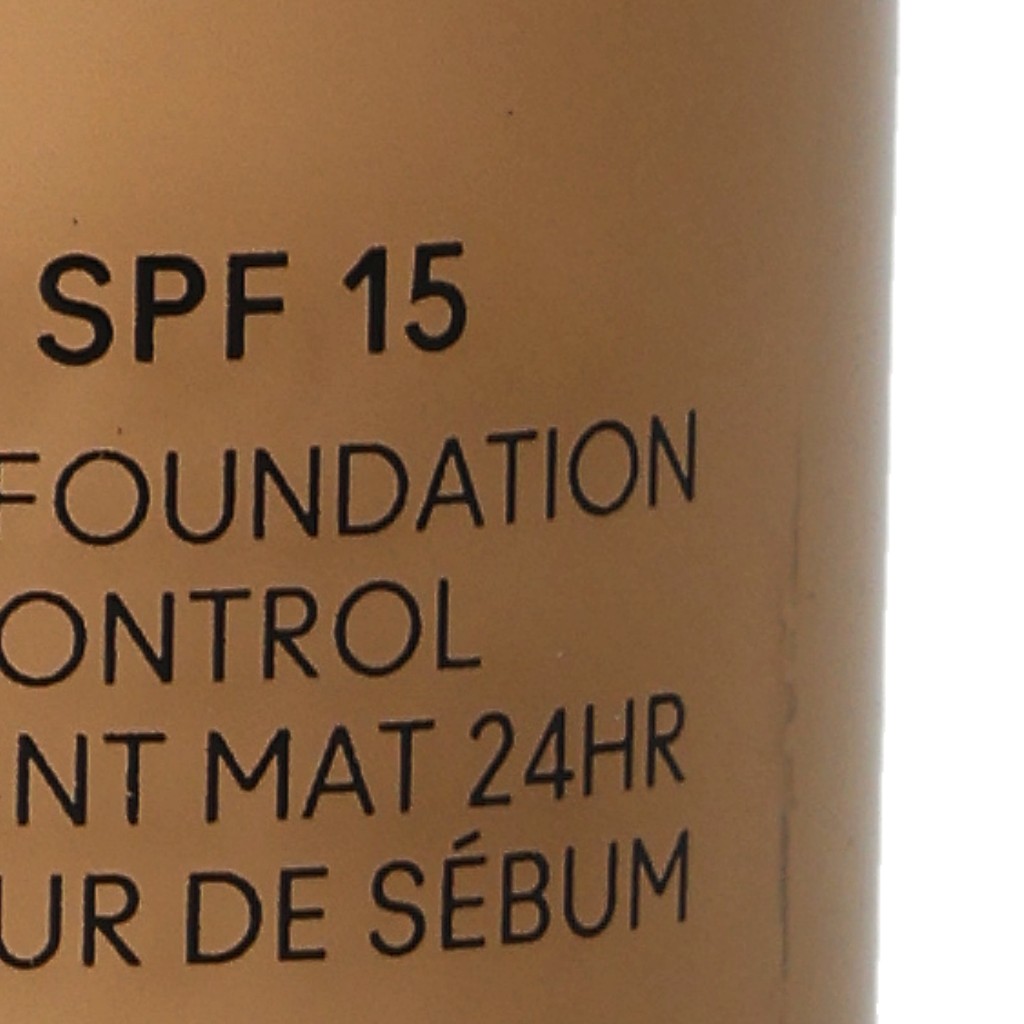 SPF 15
FOUNDATION
ONTROL
NT MAT 24HR
UR DE SÉBUM